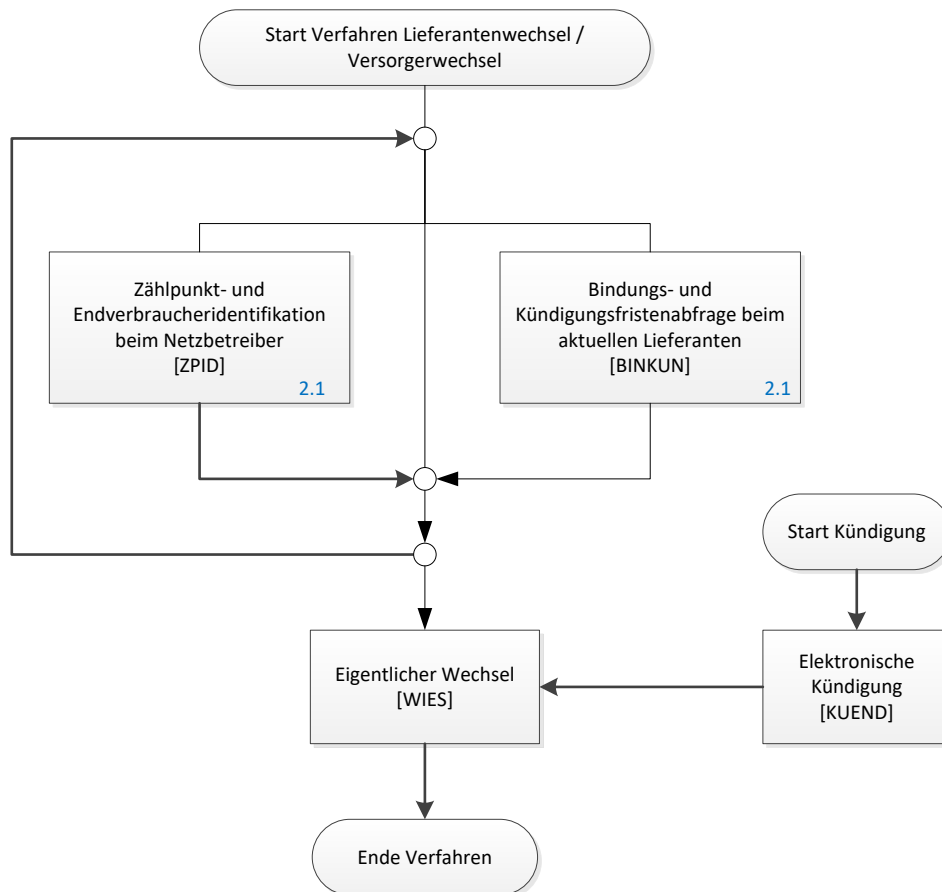 Start Verfahren Lieferantenwechsel /
Versorgerwechsel
Zählpunkt- und
Endverbraucheridentifikation
beim Netzbetreiber
[ZPID]
2.1
Bindungs- und
Kündigungsfristenabfrage beim
aktuellen Lieferanten
[BINKUN]
2.1
Start Kündigung
Eigentlicher Wechsel
[WIES]
Elektronische
Kündigung
[KUEND]
Ende Verfahren